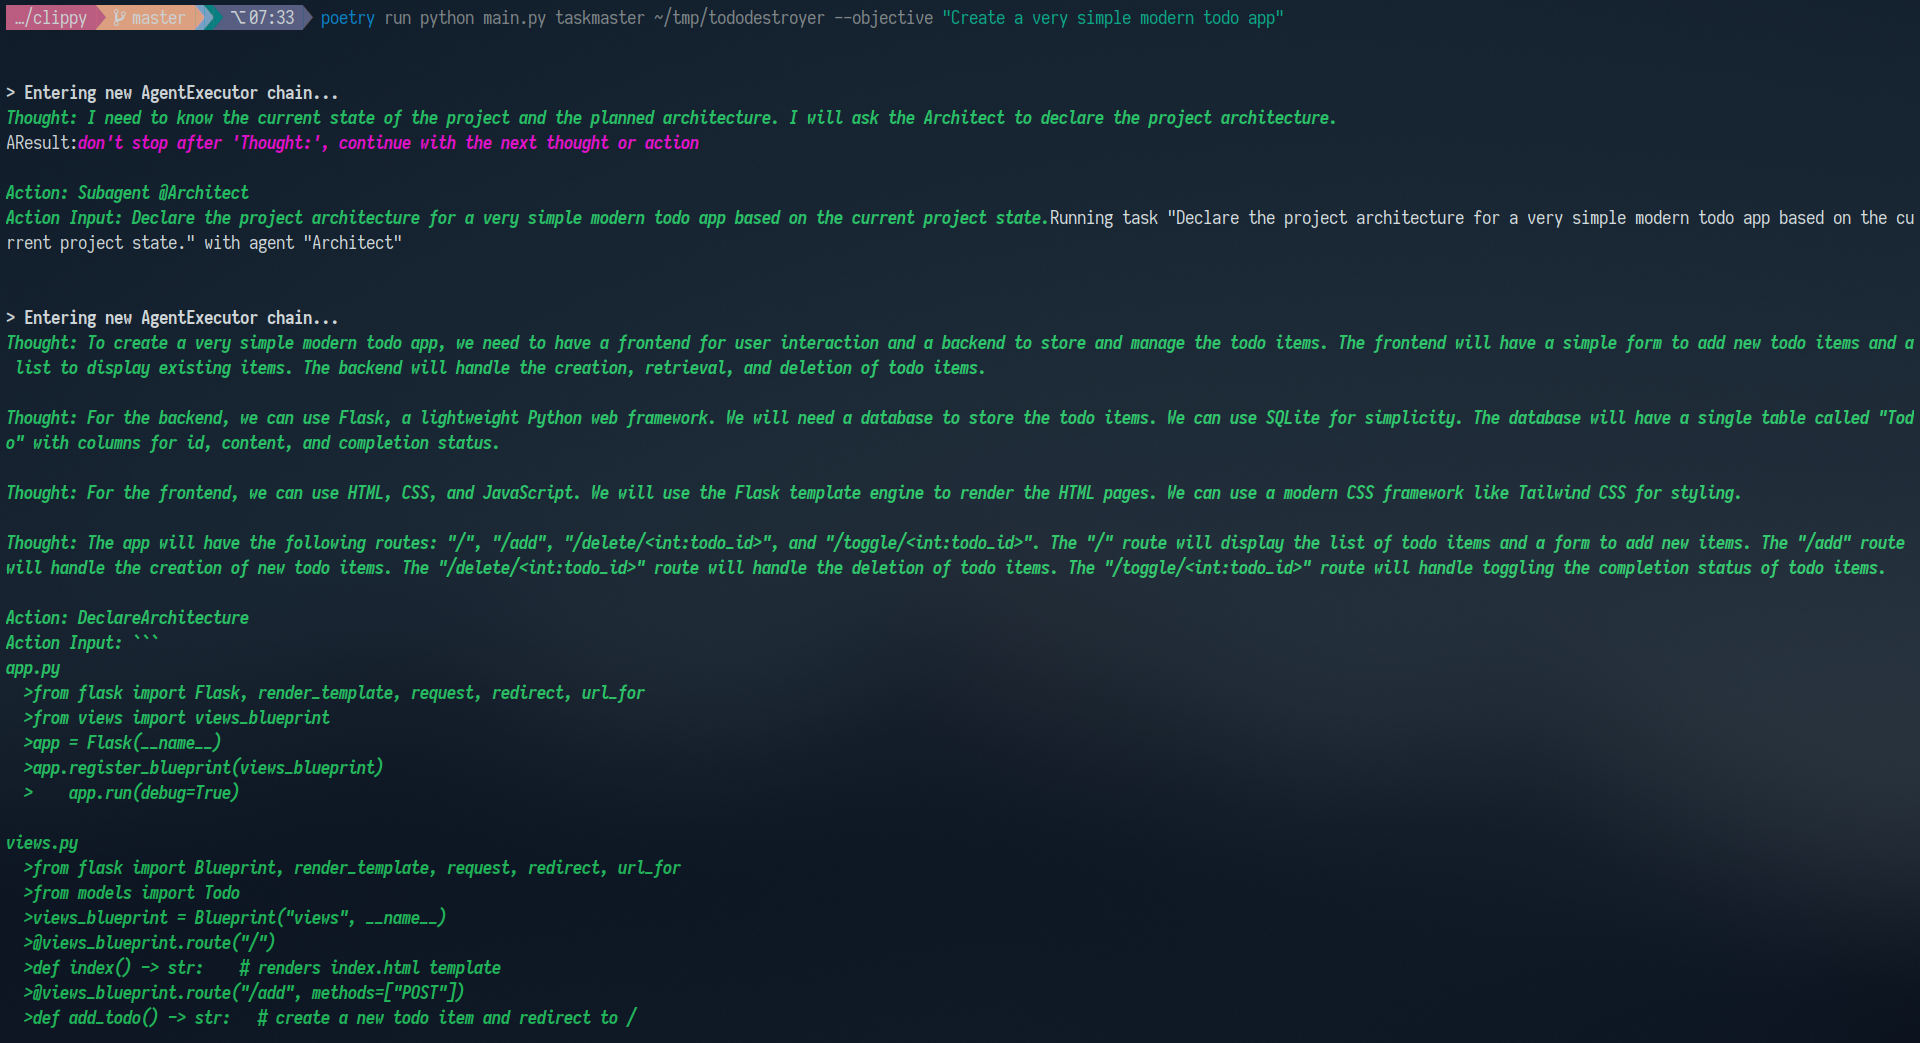 …/clippy master ⌥07:33 poetry run python main.py taskmaster ~/tmp/tododestroyer --objective "Create a very simple modern todo app"
> Entering new AgentExecutor chain...
Thought: I need to know the current state of the project and the planned architecture. I will ask the Architect to declare the project architecture.
AResult:don't stop after 'Thought:', continue with the next thought or action
Action: Subagent @Architect
Action Input: Declare the project architecture for a very simple modern todo app based on the current project state.Running task "Declare the project architecture for a very simple modern todo app based on the cu
rrent project state." with agent "Architect"
> Entering new AgentExecutor chain...
Thought: To create a very simple modern todo app, we need to have a frontend for user interaction and a backend to store and manage the todo items. The frontend will have a simple form to add new todo items and a
 list to display existing items. The backend will handle the creation, retrieval, and deletion of todo items.
Thought: For the backend, we can use Flask, a lightweight Python web framework. We will need a database to store the todo items. We can use SQLite for simplicity. The database will have a single table called "Tod
o" with columns for id, content, and completion status.
Thought: For the frontend, we can use HTML, CSS, and JavaScript. We will use the Flask template engine to render the HTML pages. We can use a modern CSS framework like Tailwind CSS for styling.
Thought: The app will have the following routes: "/", "/add", "/delete/<int:todo_id>", and "/toggle/<int:todo_id>". The "/" route will display the list of todo items and a form to add new items. The "/add" route
will handle the creation of new todo items. The "/delete/<int:todo_id>" route will handle the deletion of todo items. The "/toggle/<int:todo_id>" route will handle toggling the completion status of todo items.
Action: DeclareArchitecture
Action Input: ```
app.py
  >from flask import Flask, render_template, request, redirect, url_for
  >from views import views_blueprint
  >app = Flask(__name__)
  >app.register_blueprint(views_blueprint)
  >    app.run(debug=True)
views.py
  >from flask import Blueprint, render_template, request, redirect, url_for
  >from models import Todo
  >views_blueprint = Blueprint("views", __name__)
  >@views_blueprint.route("/")
  >def index() -> str:    # renders index.html template
  >@views_blueprint.route("/add", methods=["POST"])
  >def add_todo() -> str:   # create a new todo item and redirect to /